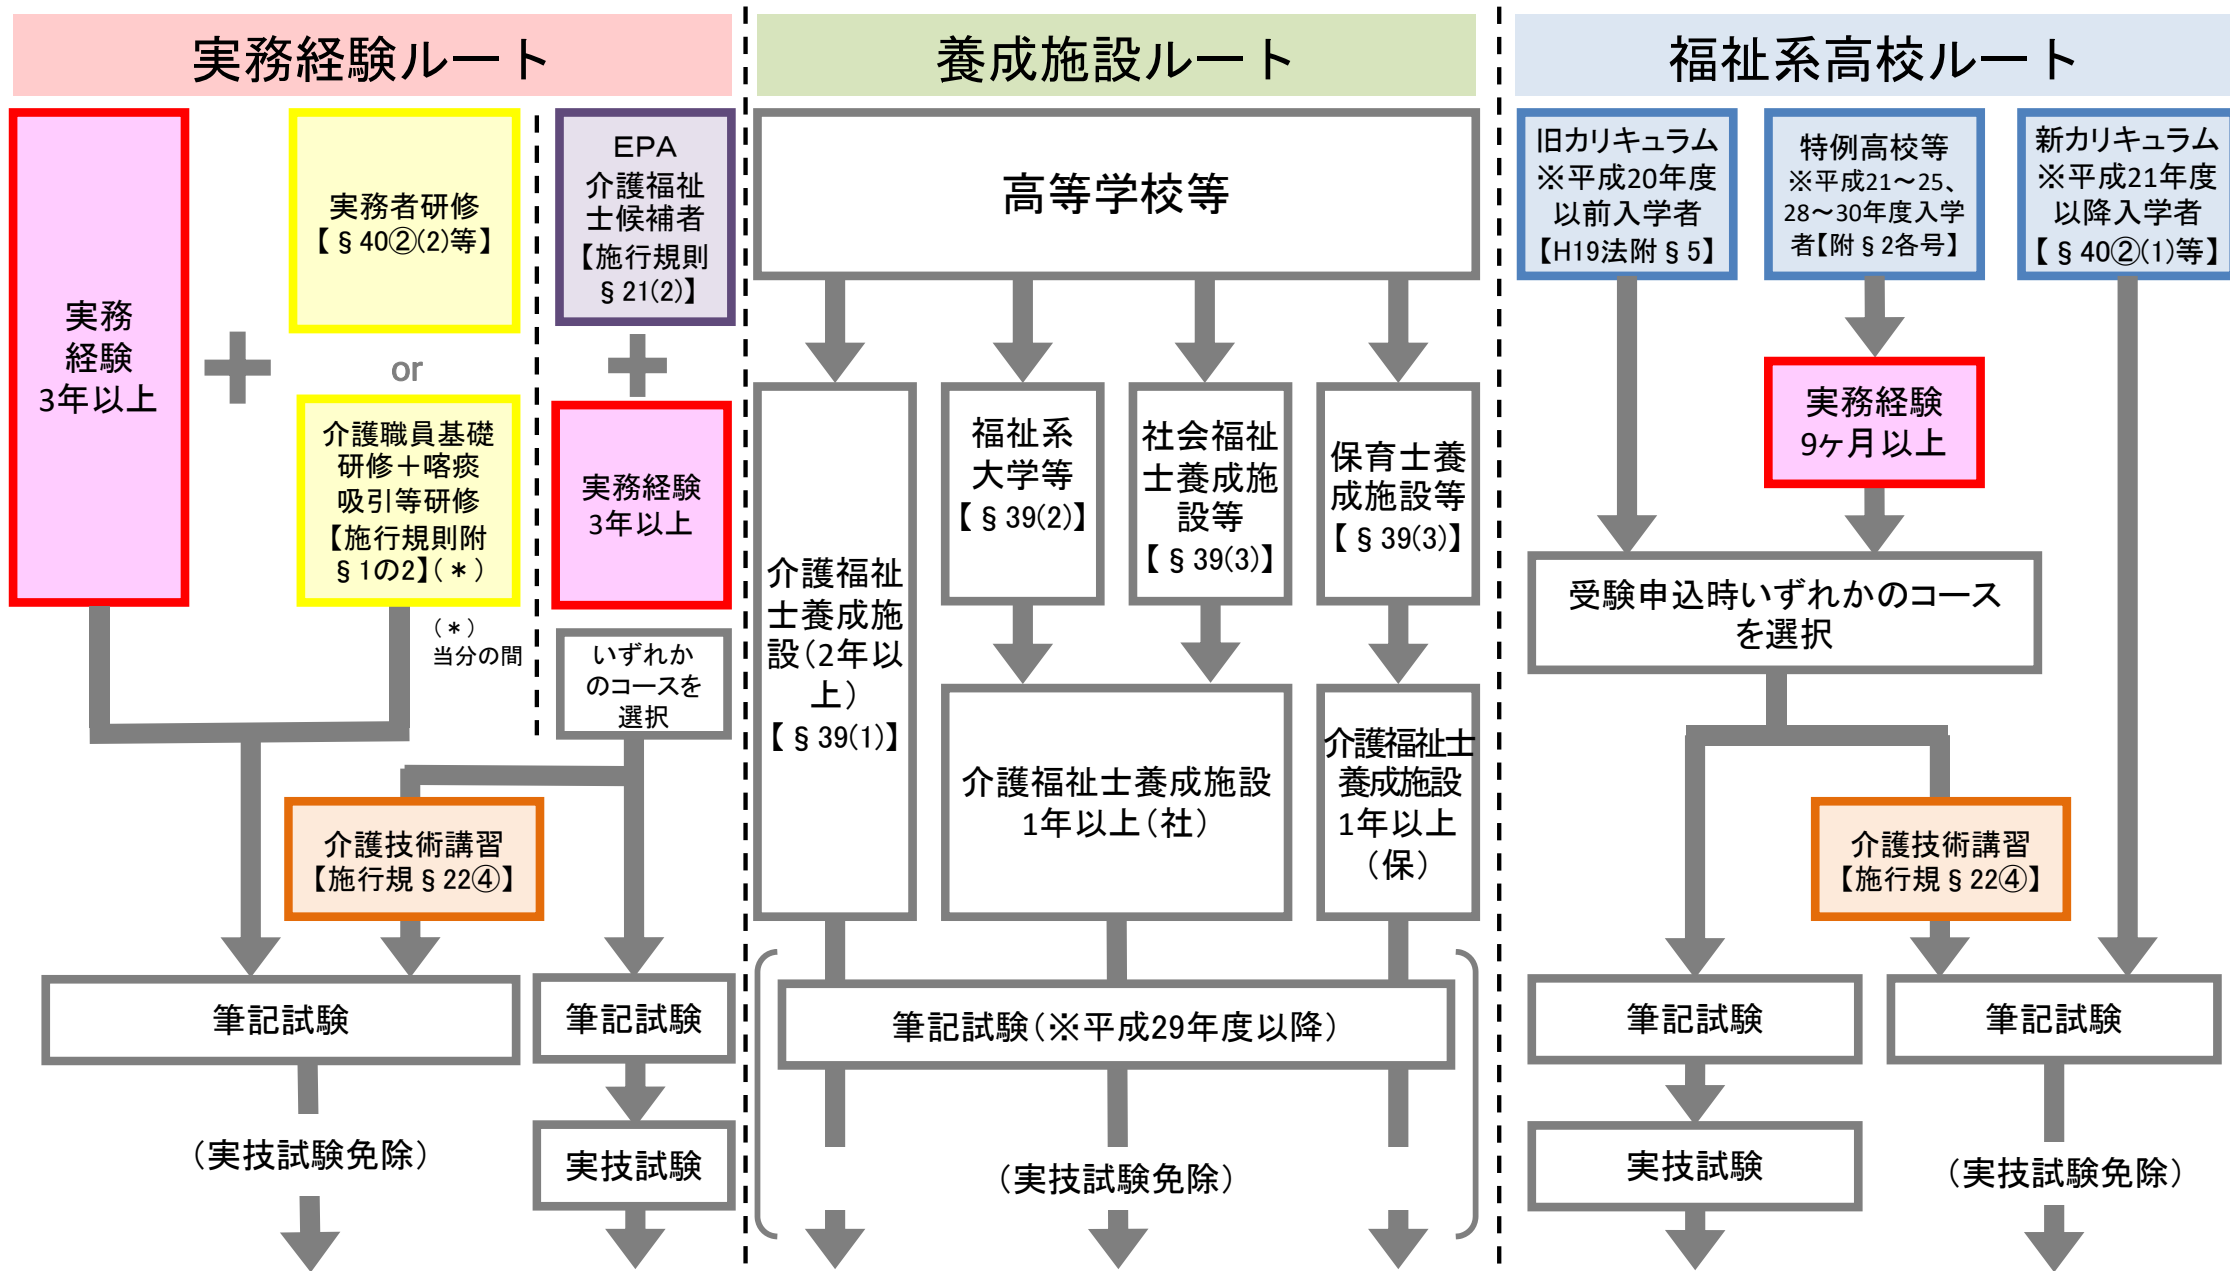 実務経験ルート
実務
経験
3年以上
実務者研修
【§40②(2)等】
or
介護職員基礎
研修＋喀痰
吸引等研修
【施行規則附
§1の2】(＊)
(＊)
当分の間
EPA
介護福祉
士候補者
【施行規則
§21(2)】
実務経験
3年以上
いずれか
のコースを
選択
介護技術講習
【施行規§22④】
筆記試験
（実技試験免除）
筆記試験
実技試験
養成施設ルート
高等学校等
介護福祉
士養成施
設（2年以
上）
【§39(1)】
福祉系
大学等
【§39(2)】
社会福祉
士養成施
設等
【§39(3)】
保育士養
成施設等
【§39(3)】
介護福祉士養成施設
1年以上（社）
介護福祉士
養成施設
1年以上
（保）
筆記試験（※平成29年度以降）
（実技試験免除）
福祉系高校ルート
旧カリキュラム
※平成20年度
以前入学者
【H19法附§5】
特例高校等
※平成21～25、
28～30年度入学
者【附§2各号】
新カリキュラム
※平成21年度
以降入学者
【§40②(1)等】
実務経験
9ヶ月以上
受験申込時いずれかのコース
を選択
介護技術講習
【施行規§22④】
筆記試験
実技試験
筆記試験
（実技試験免除）